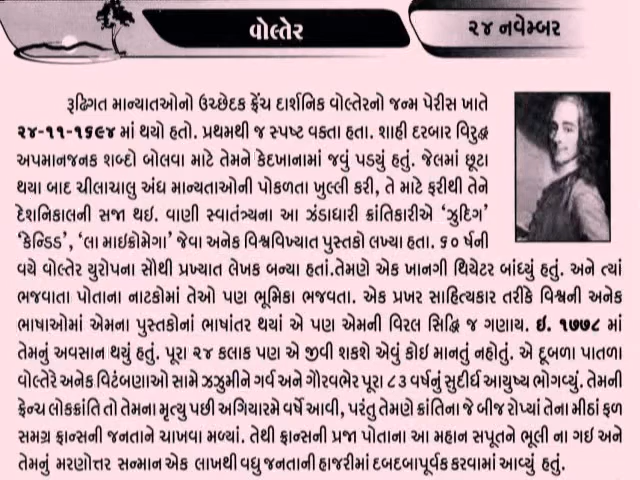 વોલ્તેર
૨૪ નવેમ્બર
રૂઢિગત માન્યાતઓનો ઉચ્છેદક ફ્રેંચ દાર્શનિક વોલ્તેરનો જન્મ પેરીસ ખાતે
૨૪-૧૧-૧૬૯૪ માં થયો હતો. પ્રથમથી જ સ્પષ્ટ વક્તા હતા. શાહી દરબાર વિરુદ્ધ
અપમાનજનક શબ્દો બોલવા માટે તેમને કેદખાનામાં જવું પડયું હતું. જેલમાં છૂટા
થયા બાદ ચીલાચાલુ અંધ માન્યતાઓની પોકળતા ખુલ્લી કરી, તે માટે ફરીથી તેને
દેશનિકાલની સજા થઇ. વાણી સ્વાતંત્ર્યના આ ઝંડાધારી ક્રાંતિકારીએ ‘ઝુદિગ’
‘કેન્ડિડ’, ‘લા માઇક્રોમેગા’ જેવા અનેક વિશ્વવિખ્યાત પુસ્તકો લખ્યા હતા. ૬૦ ર્ષની
વયે વોલ્તેર યુરોપના સૌથી પ્રખ્યાત લેખક બન્યા હતાં.તેમણે એક ખાનગી થિયેટર બાંધ્યું હતું. અને ત્યાં
ભજવાતા પોતાના નાટકોમાં તેઓ પણ ભૂમિકા ભજવતા. એક પ્રખર સાહિત્યકાર તરીકે વિશ્વની અનેક
ભાષાઓમાં એમના પુસ્તકોનાં ભાષાંતર થયાં એ પણ એમની વિરલ સિદ્ધિ જ ગણાય. ઇ. ૧૭૭૮ માં
તેમનું અવસાન થયું હતું. પૂરા ૨૪ કલાક પણ એ જીવી શકશે એવું કોઇ માનતું નહોતું. એ દૂબળા પાતળા
વોલ્તેરે અનેક વિટંબણાઓ સામે ઝઝુમીને ગર્વ અને ગૌરવભેર પૂરા ૮૩ વર્ષનું સુદીર્ઘ આયુષ્ય ભોગવ્યું. તેમની
ફ્રેન્ચ લોકક્રાંતિ તો તેમના મૃત્યુ પછી અગિયારમે વર્ષે આવી, પરંતુ તેમણે ક્રાંતિના જે બીજ રોપ્યાં તેના મીઠાં ફળ
સમગ્ર ફ્રાન્સની જનતાને ચાખવા મળ્યાં. તેથી ફ્રાન્સની પ્રજા પોતાના આ મહાન સપૂતને ભૂલી ના ગઇ અને
તેમનું મરણોત્તર સન્માન એક લાખથી વધુ જનતાની હાજરીમાં દબદબાપૂર્વક કરવામાં આવ્યું હતું.